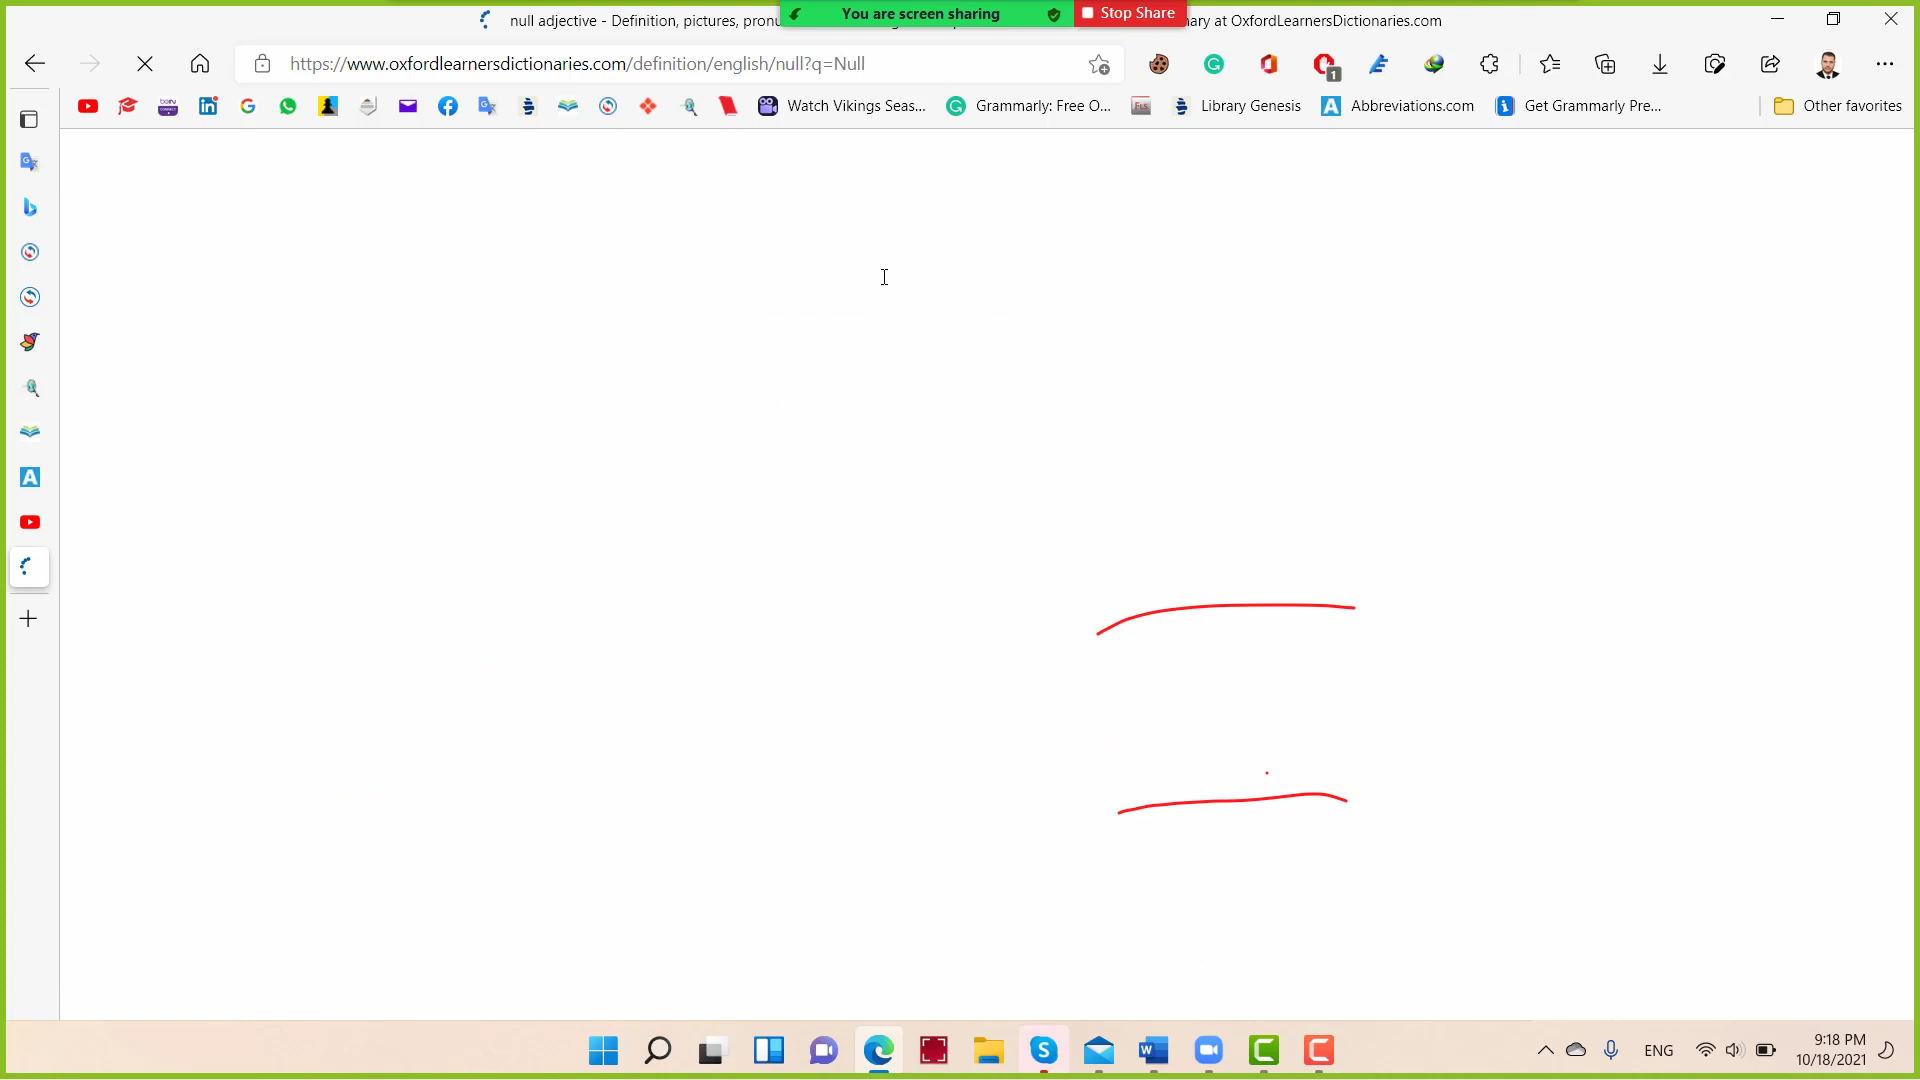 null adjective - Definition, pictures, pronu
You are screen sharing
Stop Share
ary at OxfordLearnersDictionaries.com
https://www.oxfordlearnersdictionaries.com/definition/english/null?q=Null
1
Watch Vikings Seas...
Grammarly: Free O...
Library Genesis
Abbreviations.com
Get Grammarly Pre...
Other favorites
ENG
9:18 PM
10/18/2021